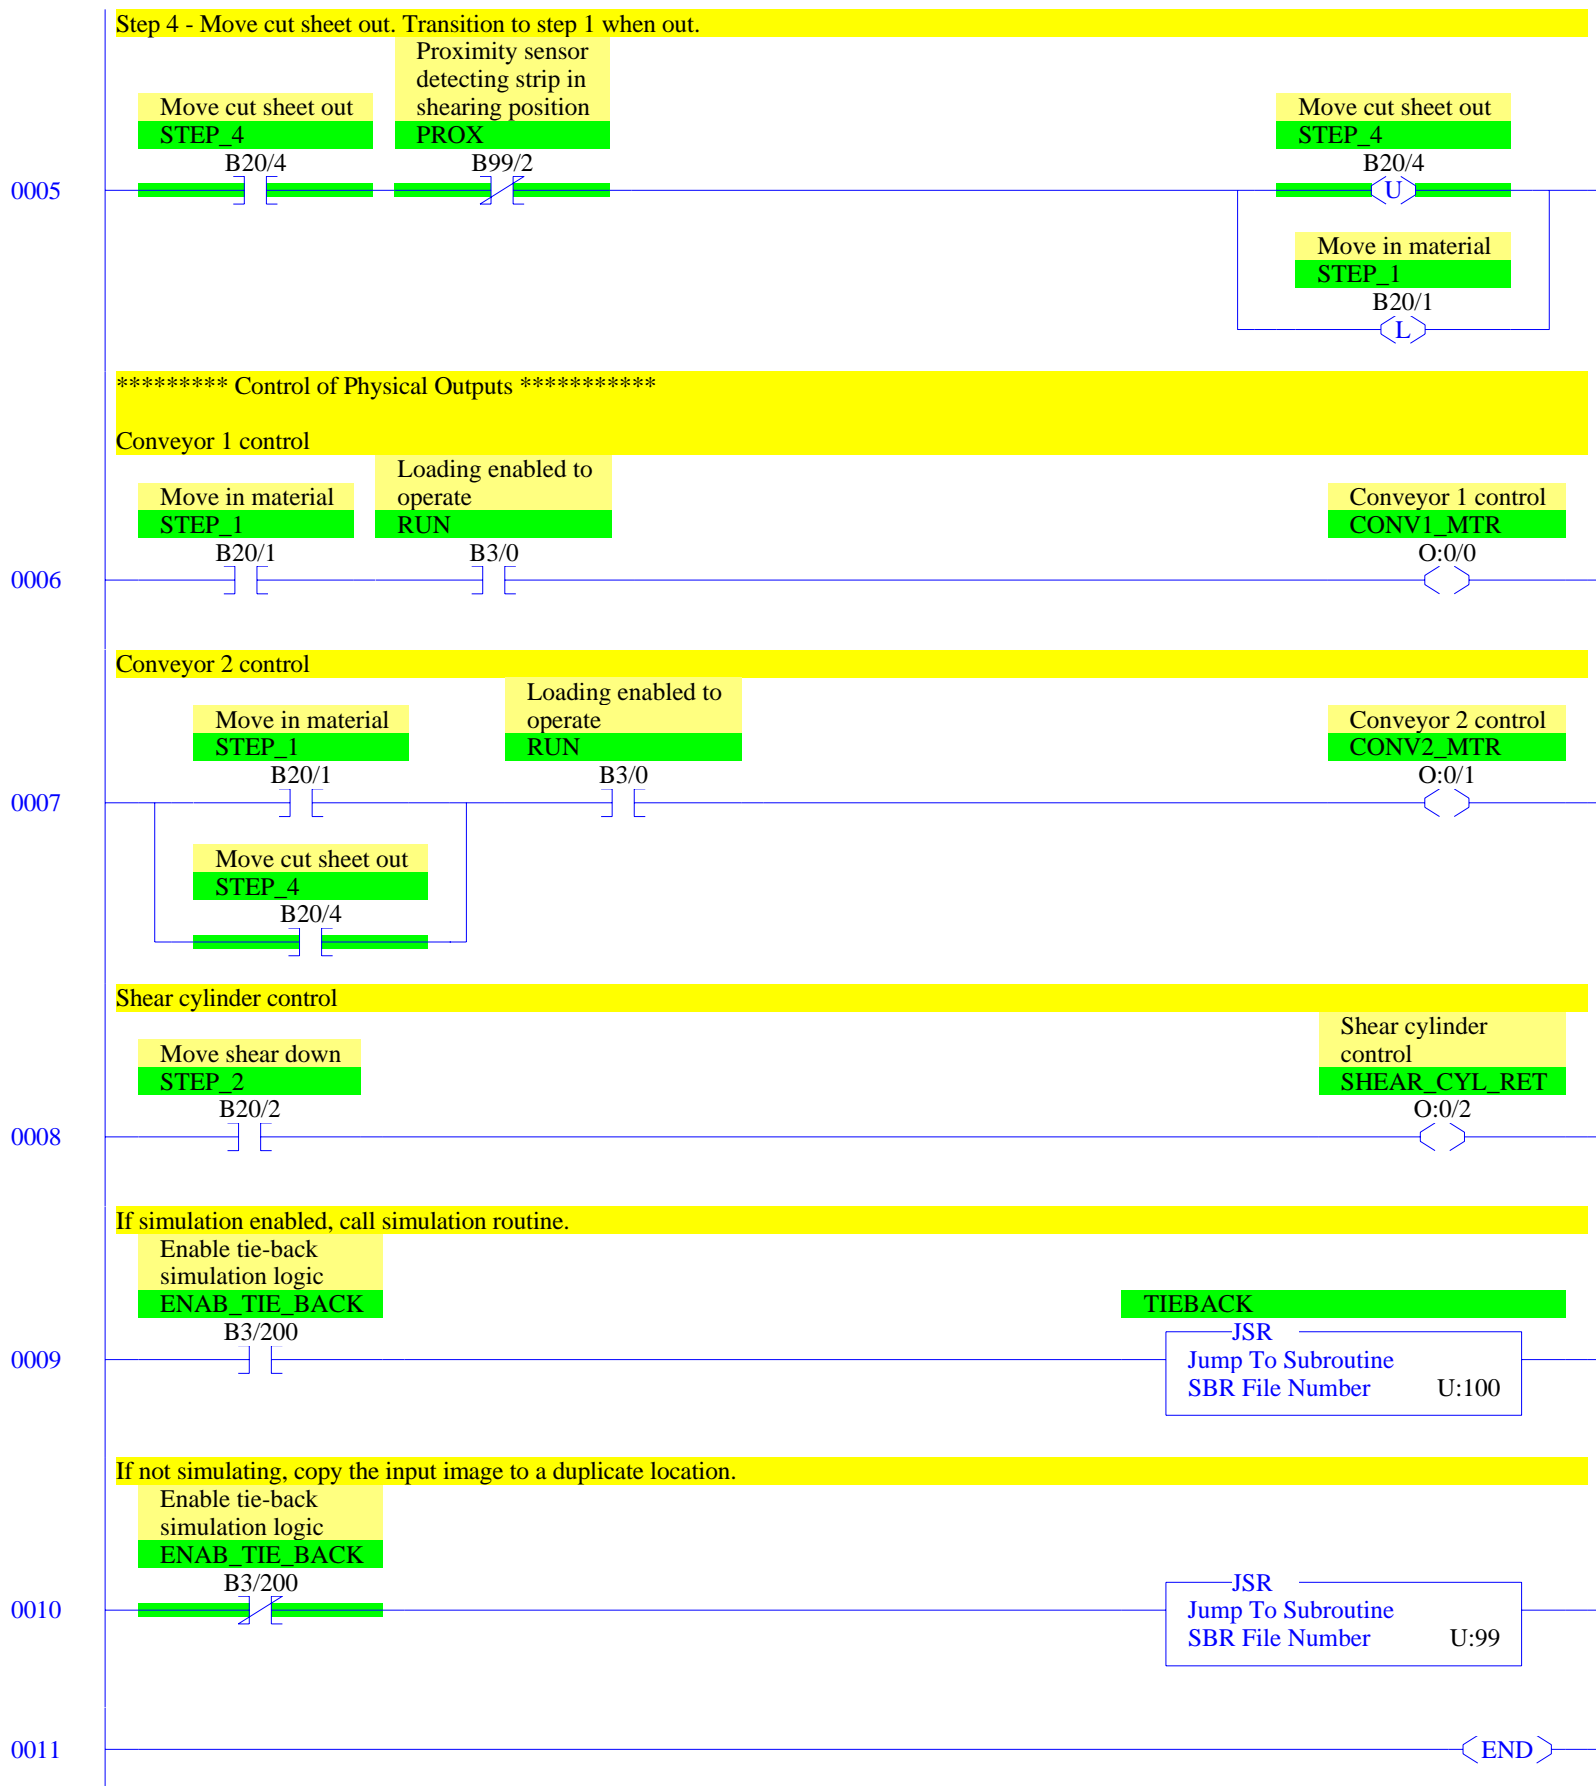 Step 4 - Move cut sheet out. Transition to step 1 when out.
Proximity sensor
detecting strip in
shearing position
Move cut sheet out
STEP_4
PROX
Move cut sheet out
STEP_4
B20/4
B99/2
B20/4
0005
U
Move in material
STEP_1
B20/1
L
********* Control of Physical Outputs ***********
Conveyor 1 control
Loading enabled to
operate
Move in material
STEP_1
RUN
Conveyor 1 control
CONV1_MTR
B20/1
B3/0
O:0/0
0006
Conveyor 2 control
Loading enabled to
operate
Move in material
STEP_1
RUN
Conveyor 2 control
CONV2_MTR
B20/1
B3/0
O:0/1
0007
Move cut sheet out
STEP_4
B20/4
Shear cylinder control
Shear cylinder
control
Move shear down
STEP_2
SHEAR_CYL_RET
B20/2
O:0/2
0008
If simulation enabled, call simulation routine.
Enable tie-back
simulation logic
ENAB_TIE_BACK
TIEBACK
B3/200
JSR
0009
Jump To Subroutine
SBR File Number U:100
If not simulating, copy the input image to a duplicate location.
Enable tie-back
simulation logic
ENAB_TIE_BACK
B3/200
JSR
0010
Jump To Subroutine
SBR File Number U:99
0011
END